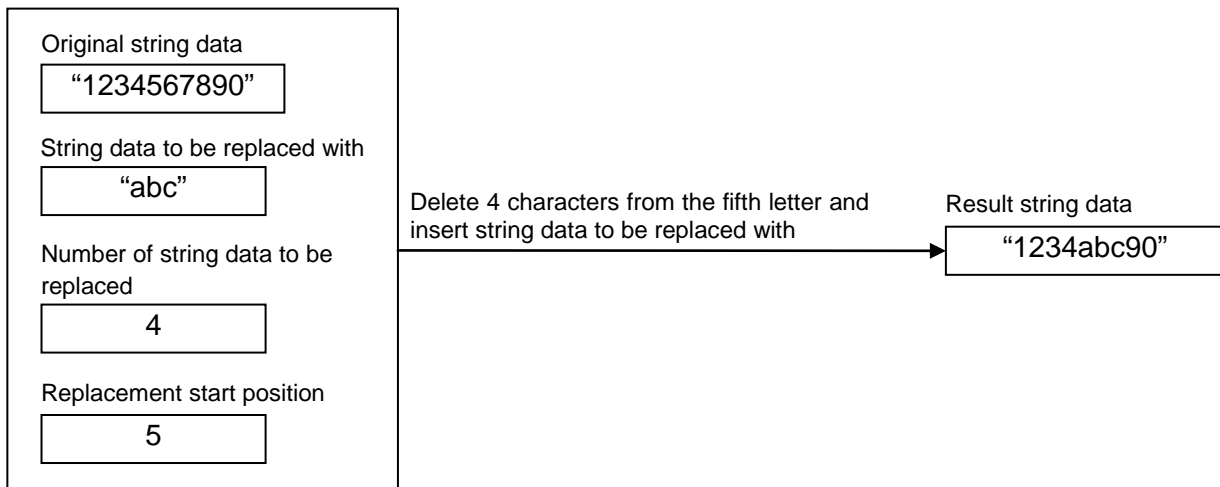 Original string data
“1234567890”
String data to be replaced with
“abc”
Number of string data to be
replaced
4
Replacement start position
5
Delete 4 characters from the fifth letter and
insert string data to be replaced with
Result string data
“1234abc90”